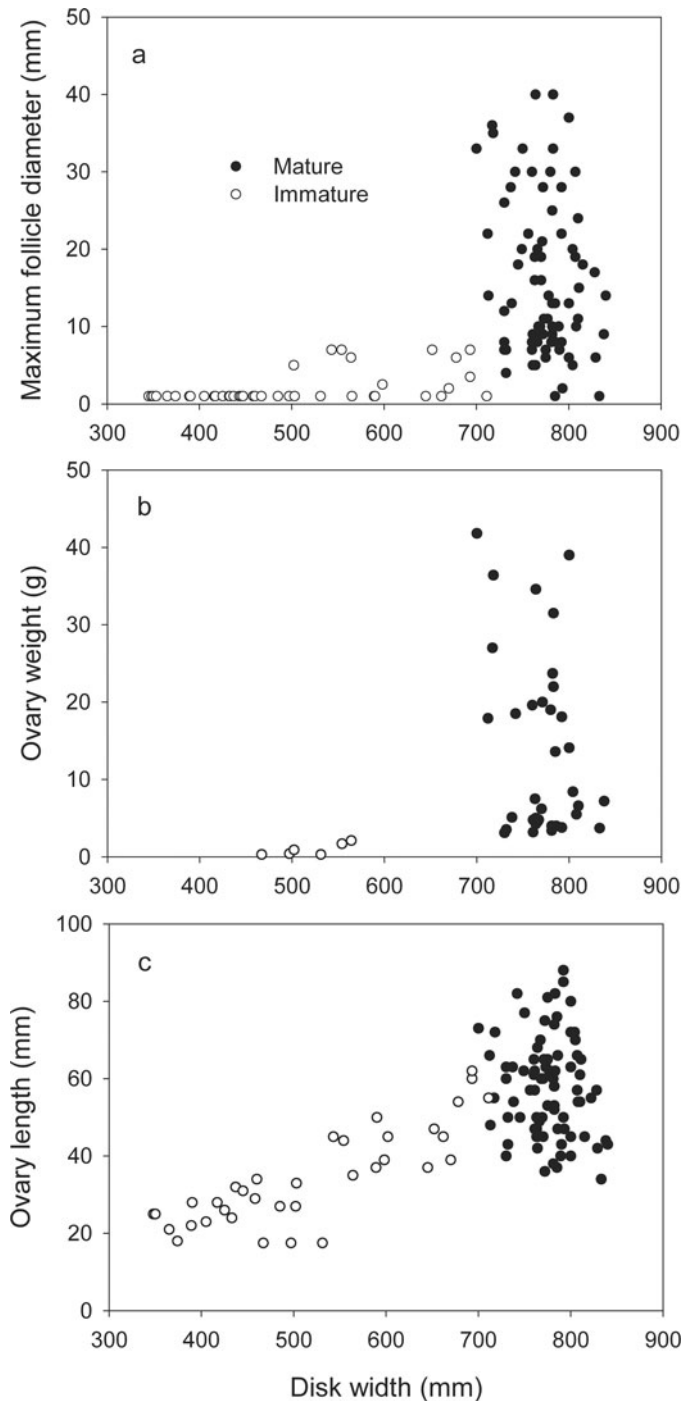 a
Maximum follicle diameter (mm)
50
40
30
20
10
0
Mature
Immature
300 400 500 600 700 800 900
b
Ovary weight (g)
50
40
30
20
10
0
300 400 500 600 700 800 900
c
Ovary length (mm)
100
80
60
40
20
0
300 400 500 600 700 800 900
Disk width (mm)